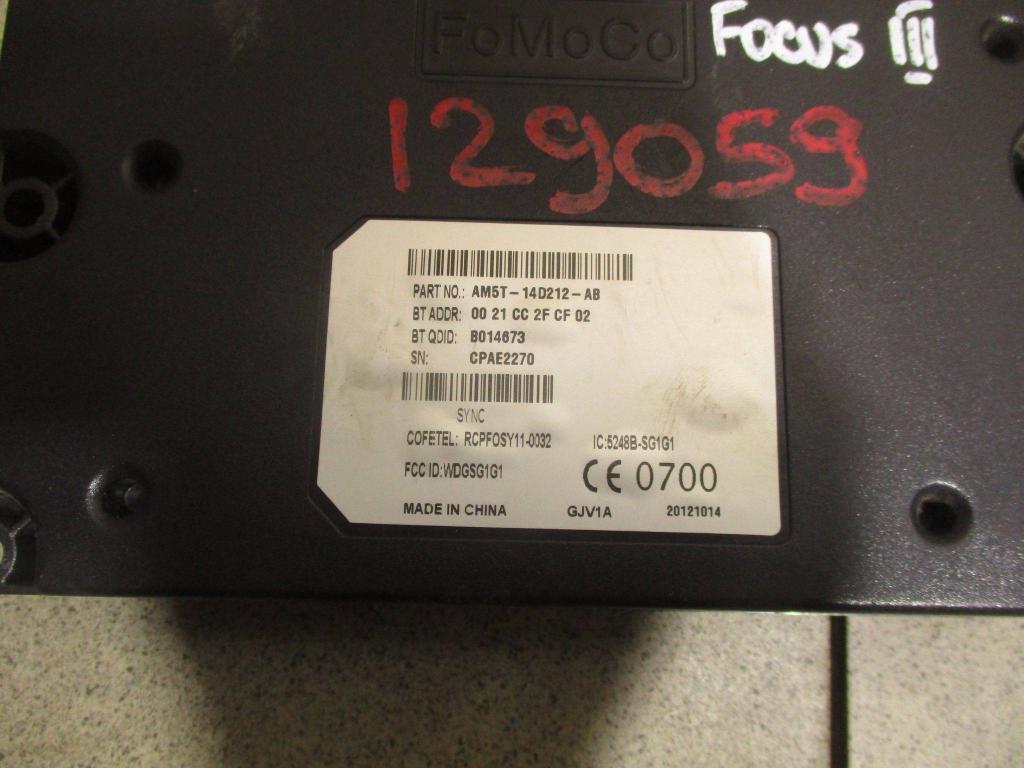 FoMoCo
Focus III
129059
PART NO.: AM5T-14D212-AB
BT ADDR: 00 21 CC 2F CF 02
BT QDID: B014673
SN: CPAE2270
SYNC
COFETEL: RCPFOSY11-0032 IC:5248B-SG1G1
FCC ID:WDGSG1G1 CE 0700
MADE IN CHINA GJV1A 20121014